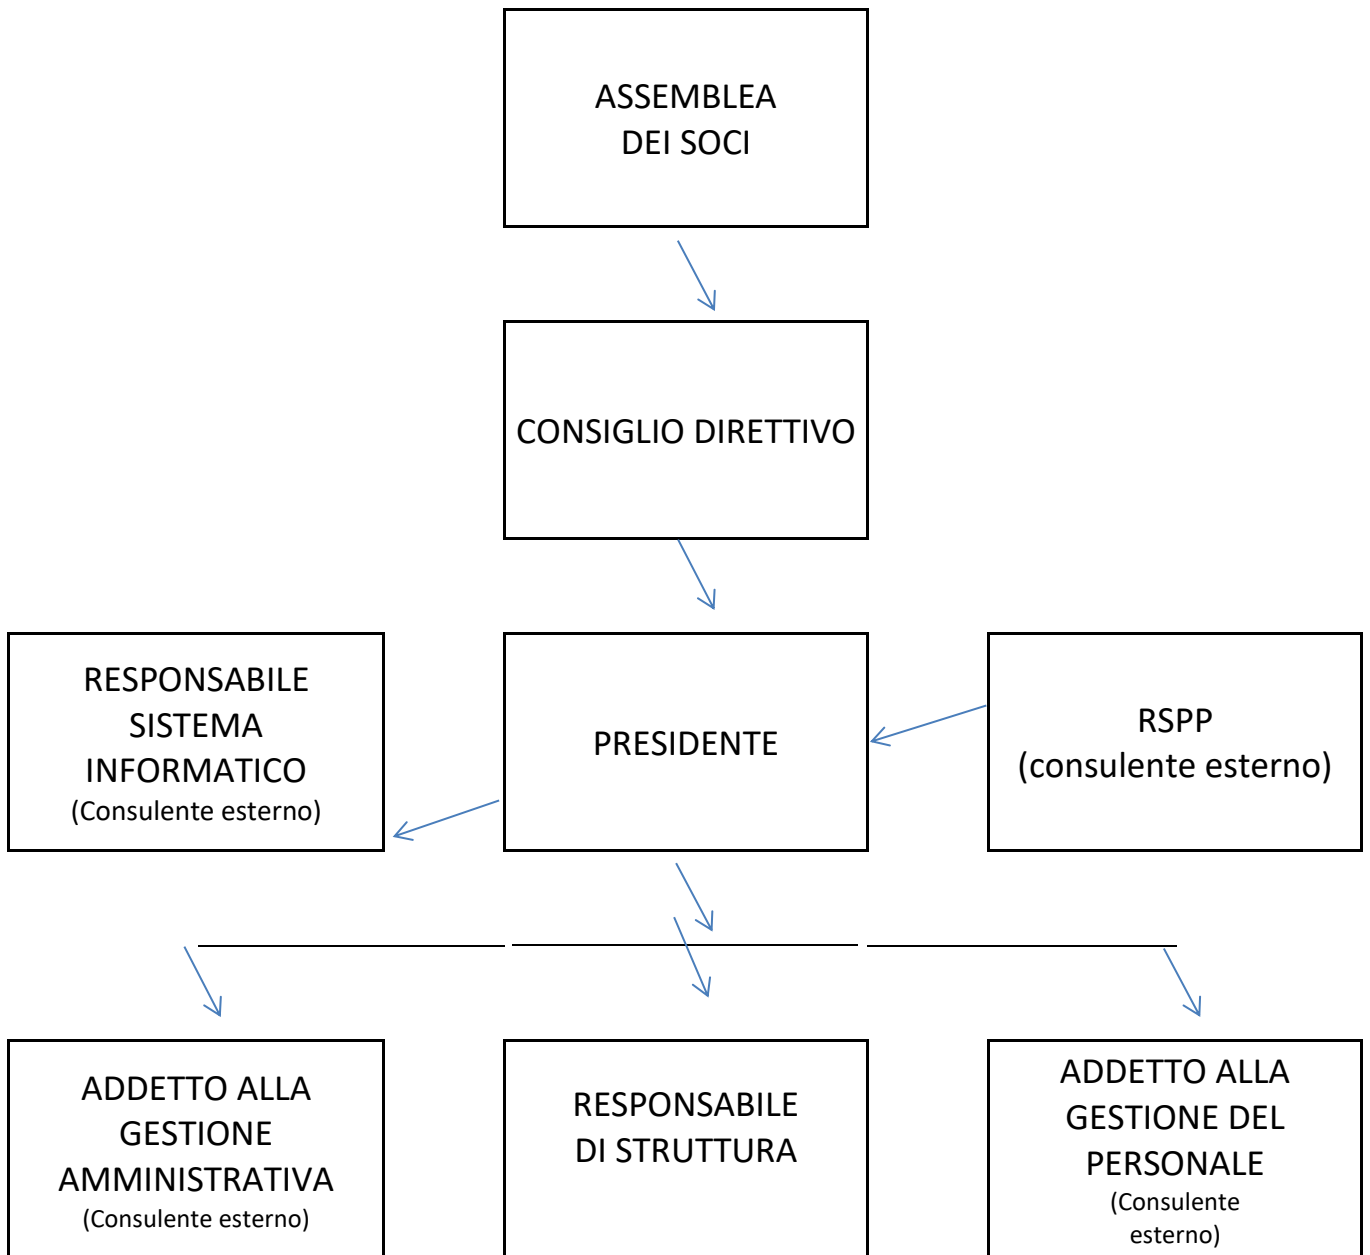 ASSEMBLEA
DEI SOCI
CONSIGLIO DIRETTIVO
RESPONSABILE
SISTEMA
INFORMATICO
(Consulente esterno)
PRESIDENTE
RSPP
(consulente esterno)
ADDETTO ALLA
GESTIONE
AMMINISTRATIVA
(Consulente esterno)
RESPONSABILE
DI STRUTTURA
ADDETTO ALLA
GESTIONE DEL
PERSONALE
(Consulente
esterno)